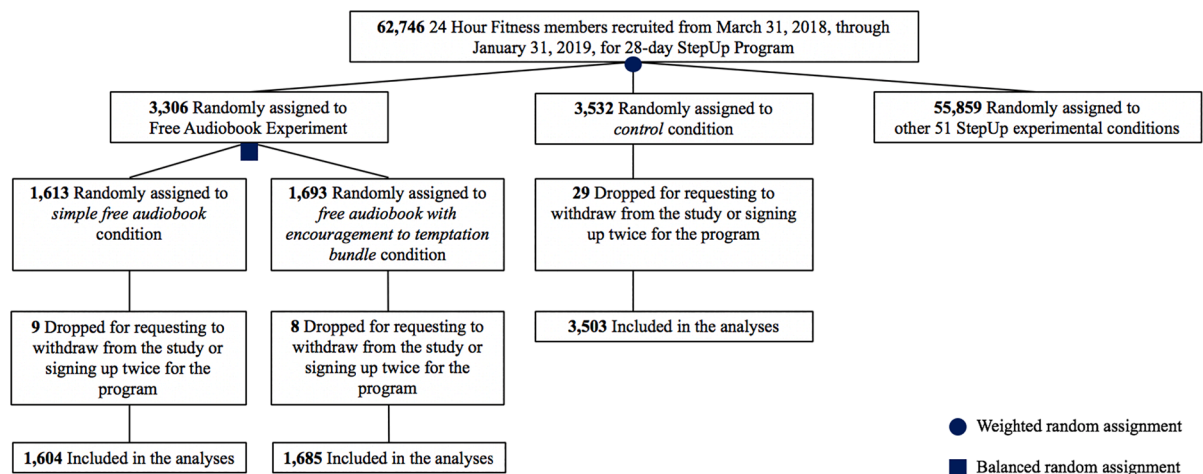 62,746 24 Hour Fitness members recruited from March 31, 2018, through
January 31, 2019, for 28-day StepUp Program
3,306 Randomly assigned to
Free Audiobook Experiment
3,532 Randomly assigned to
control condition
55,859 Randomly assigned to
other 51 StepUp experimental conditions
1,613 Randomly assigned to
simple free audiobook
condition
1,693 Randomly assigned to
free audiobook with
encouragement to temptation
bundle condition
29 Dropped for requesting to
withdraw from the study or signing
up twice for the program
9 Dropped for requesting to
withdraw from the study or
signing up twice for the
program
8 Dropped for requesting to
withdraw from the study or
signing up twice for the
program
3,503 Included in the analyses
1,604 Included in the analyses
1,685 Included in the analyses
Weighted random assignment
Balanced random assignment